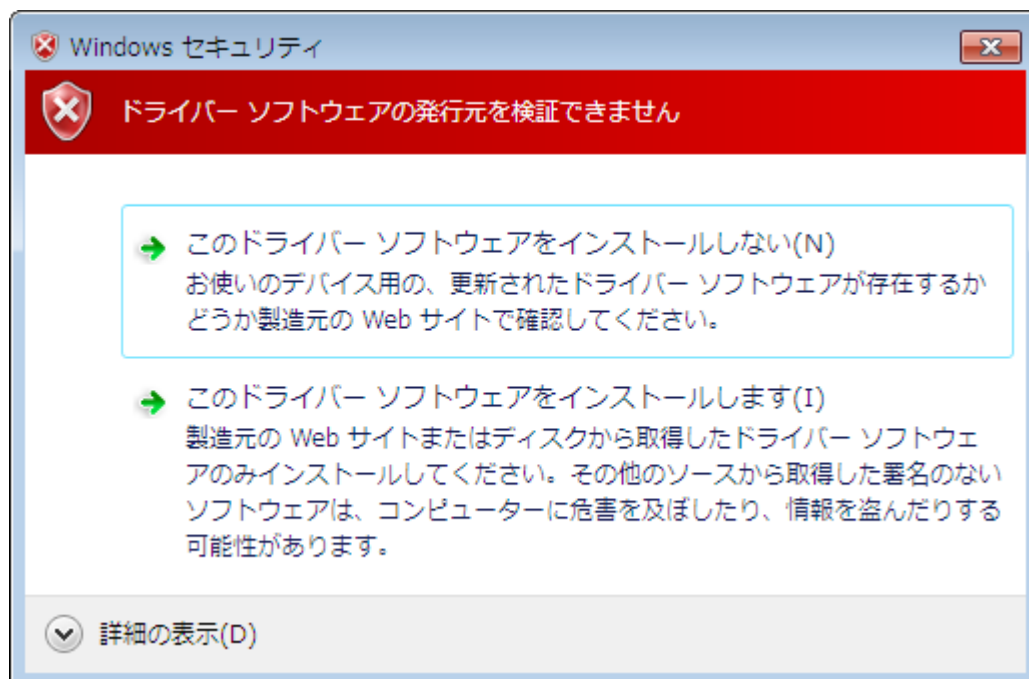 Windows セキュリティ
ドライバー ソフトウェアの発行元を検証できません
このドライバー ソフトウェアをインストールしない(N)
お使いのデバイス用の、更新されたドライバー ソフトウェアが存在するか
どうか製造元の Web サイトで確認してください。
このドライバー ソフトウェアをインストールします(I)
製造元の Web サイトまたはディスクから取得したドライバー ソフトウェ
アのみインストールしてください。その他のソースから取得した署名のない
ソフトウェアは、コンピューターに危害を及ぼしたり、情報を盗んだりする
可能性があります。
詳細の表示(D)